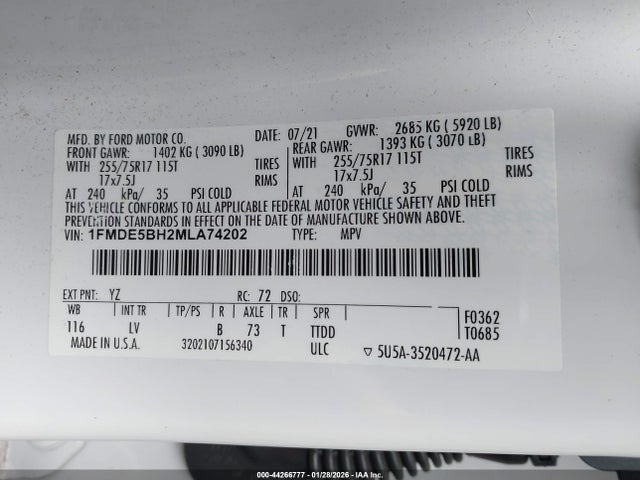 MFD. BY FORD MOTOR CO. DATE: 07/21 GVWR: 2685 KG ( 5920 LB)
FRONT GAWR: 1402 KG ( 3090 LB) REAR GAWR: 1393 KG ( 3070 LB)
WITH 255/75R17 115T TIRES WITH 255/75R17 115T TIRES
17x7.5J RIMS 17x7.5J RIMS
AT 240 kPa/ 35 PSI COLD AT 240 kPa/ 35 PSI COLD
THIS VEHICLE CONFORMS TO ALL APPLICABLE FEDERAL MOTOR VEHICLE SAFETY AND THEFT
PREVENTION STANDARDS IN EFFECT ON THE DATE OF MANUFACTURE SHOWN ABOVE.
VIN: 1FMDE5BH2MLA74202 TYPE: MPV
EXT PNT: YZ RC: 72 DSO:
WB INT TR TP/PS R AXLE TR SPR F0362
116 LV B 73 T TTDD T0685
MADE IN U.S.A. 3202107156340 ULC ▽ 5U5A-3520472-AA
000-44266777 | 01/28/2026 | IAA Inc.